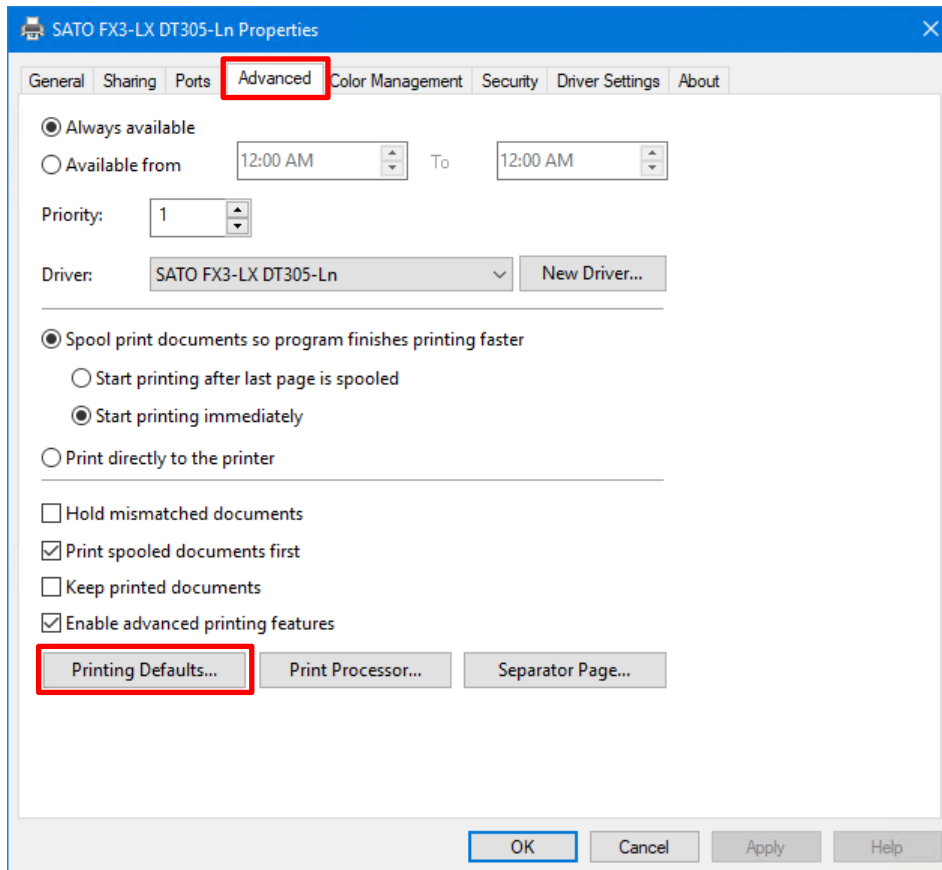 SATO FX3-LX DT305-Ln Properties
General Sharing Ports Advanced Color Management Security Driver Settings About
Always available
Available from 12:00 AM To 12:00 AM
Priority: 1
Driver: SATO FX3-LX DT305-Ln New Driver...
Spool print documents so program finishes printing faster
Start printing after last page is spooled
Start printing immediately
Print directly to the printer
Hold mismatched documents
Print spooled documents first
Keep printed documents
Enable advanced printing features
Printing Defaults... Print Processor... Separator Page...
OK Cancel Apply Help